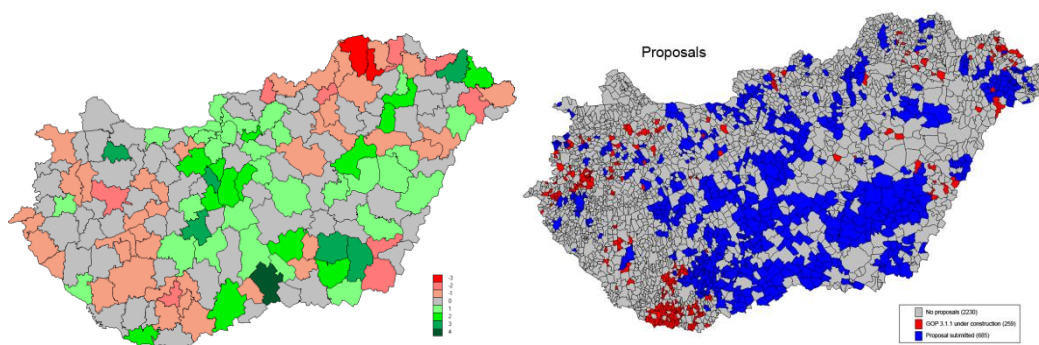 Proposals
-3
-2
-1
0
1
2
3
4
No proposals (2230)
GOP 3.1.1 under construction (259)
Proposal submitted (685)